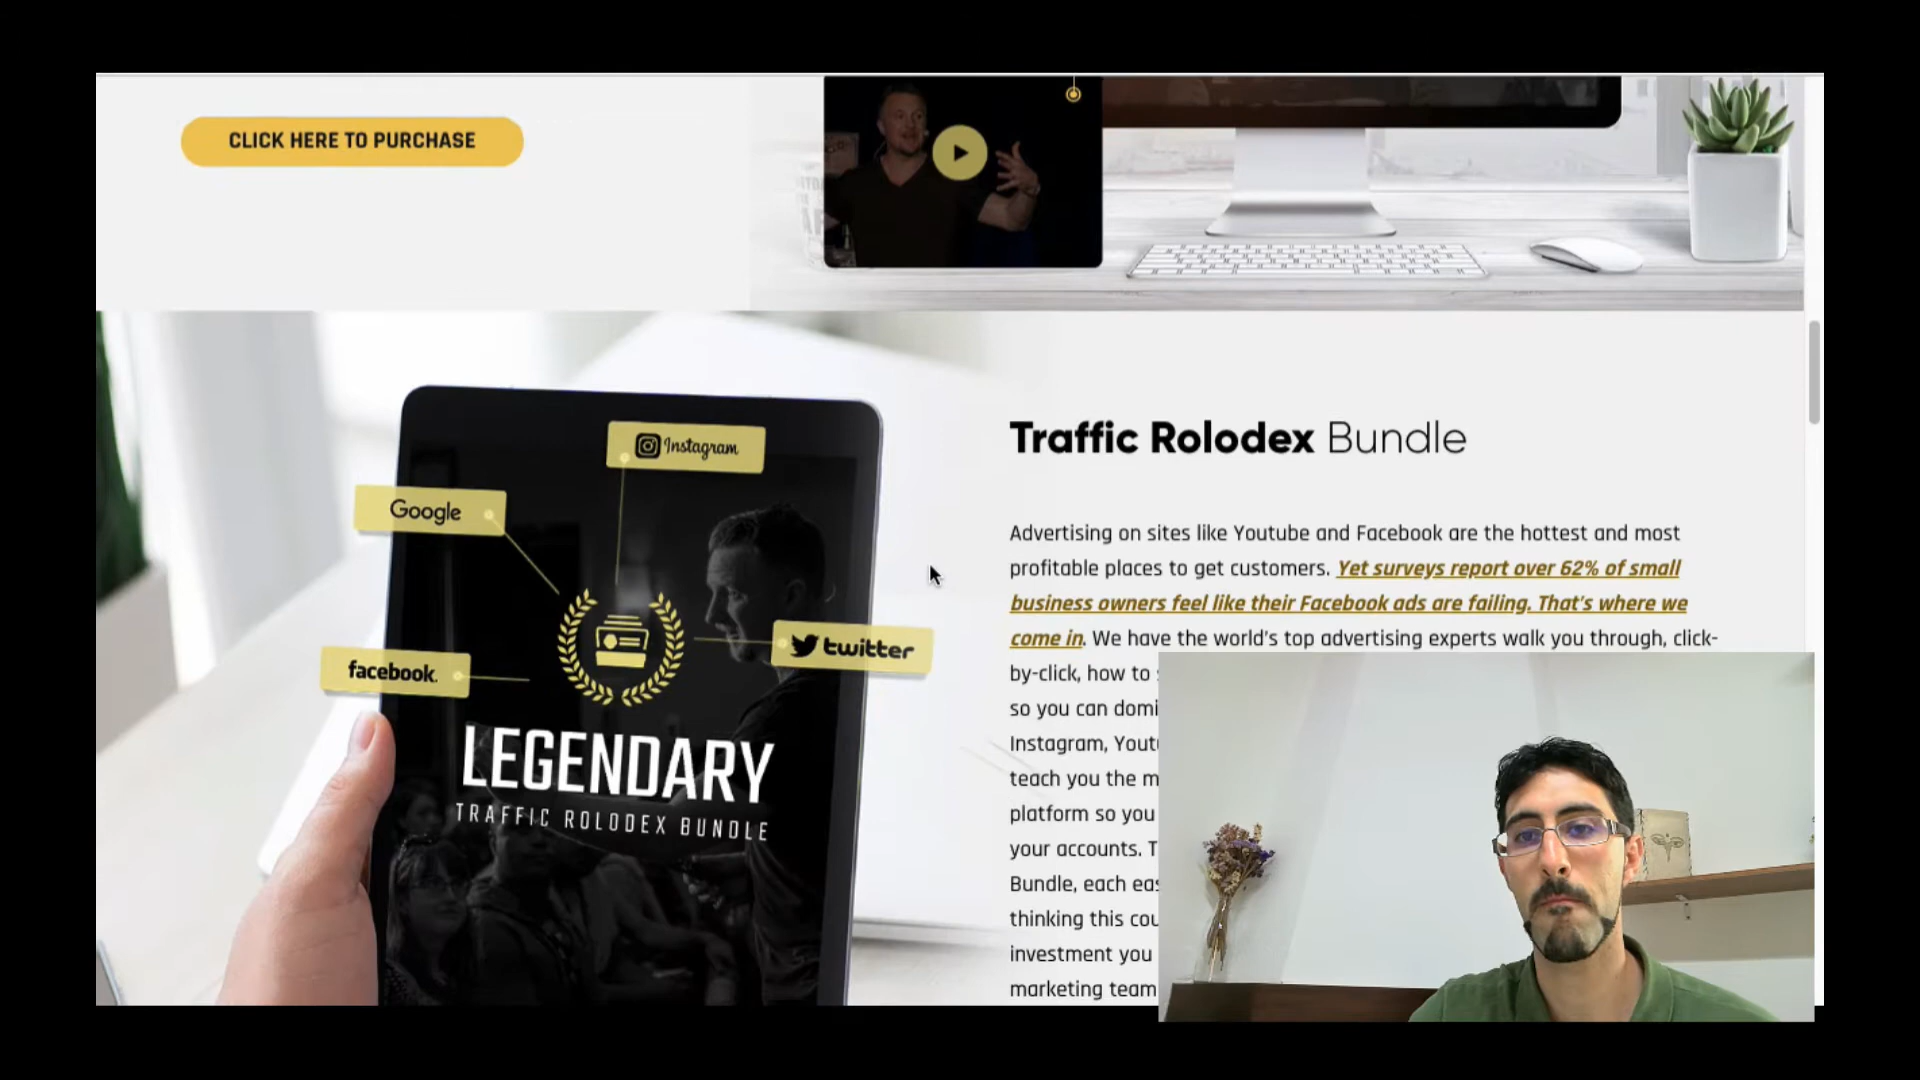 CLICK HERE TO PURCHASE
Instagram
Google
facebook.
twitter
LEGENDARY
TRAFFIC ROLODEX BUNDLE
Traffic Rolodex Bundle
Advertising on sites like Youtube and Facebook are the hottest and most
profitable places to get customers. Yet surveys report over 62% of small
business owners feel like their Facebook ads are failing. That's where we
come in. We have the world's top advertising experts walk you through, click-
by-click, how to
so you can domi
Instagram, Yout
teach you the m
platform so you
your accounts. T
Bundle, each eas
thinking this cou
investment you
marketing team